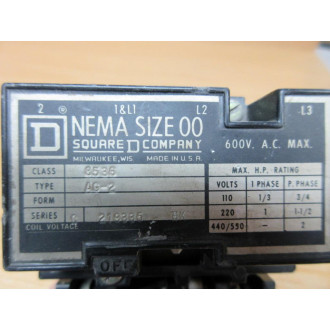 2 1&L1 L2 L3
D NEMA SIZE 00
SQUARE D COMPANY
MILWAUKEE, WIS MADE IN U.S.A.
600V. A.C. MAX.
CLASS 8536
TYPE AG-2
FORM
SERIES
COIL VOLTAGE
MAX. H.P. RATING
VOLTS 1 PHASE P. PHASE
110 1/3 3/4
220 1 1-1/2
440/550 — 2
OFF